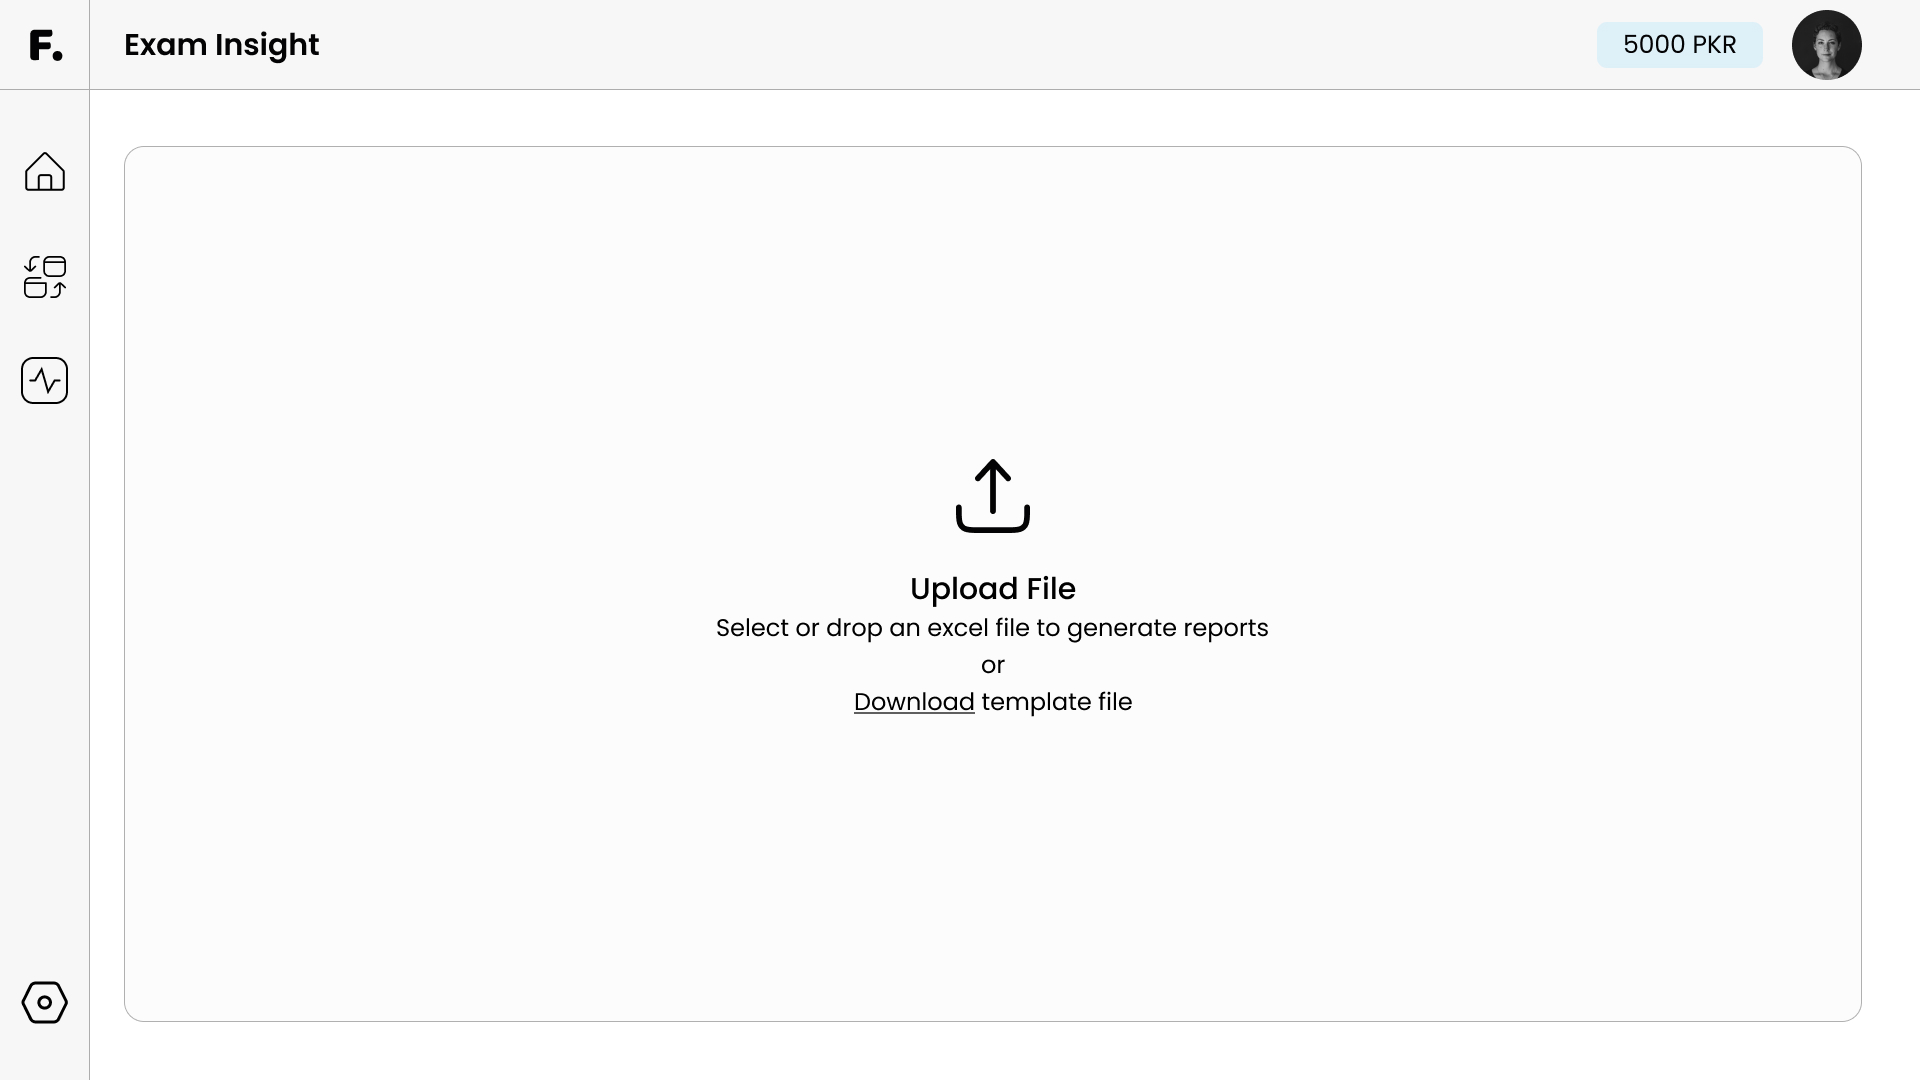 F.
Exam Insight
5000 PKR
Upload File
Select or drop an excel file to generate reports
or
Download template file